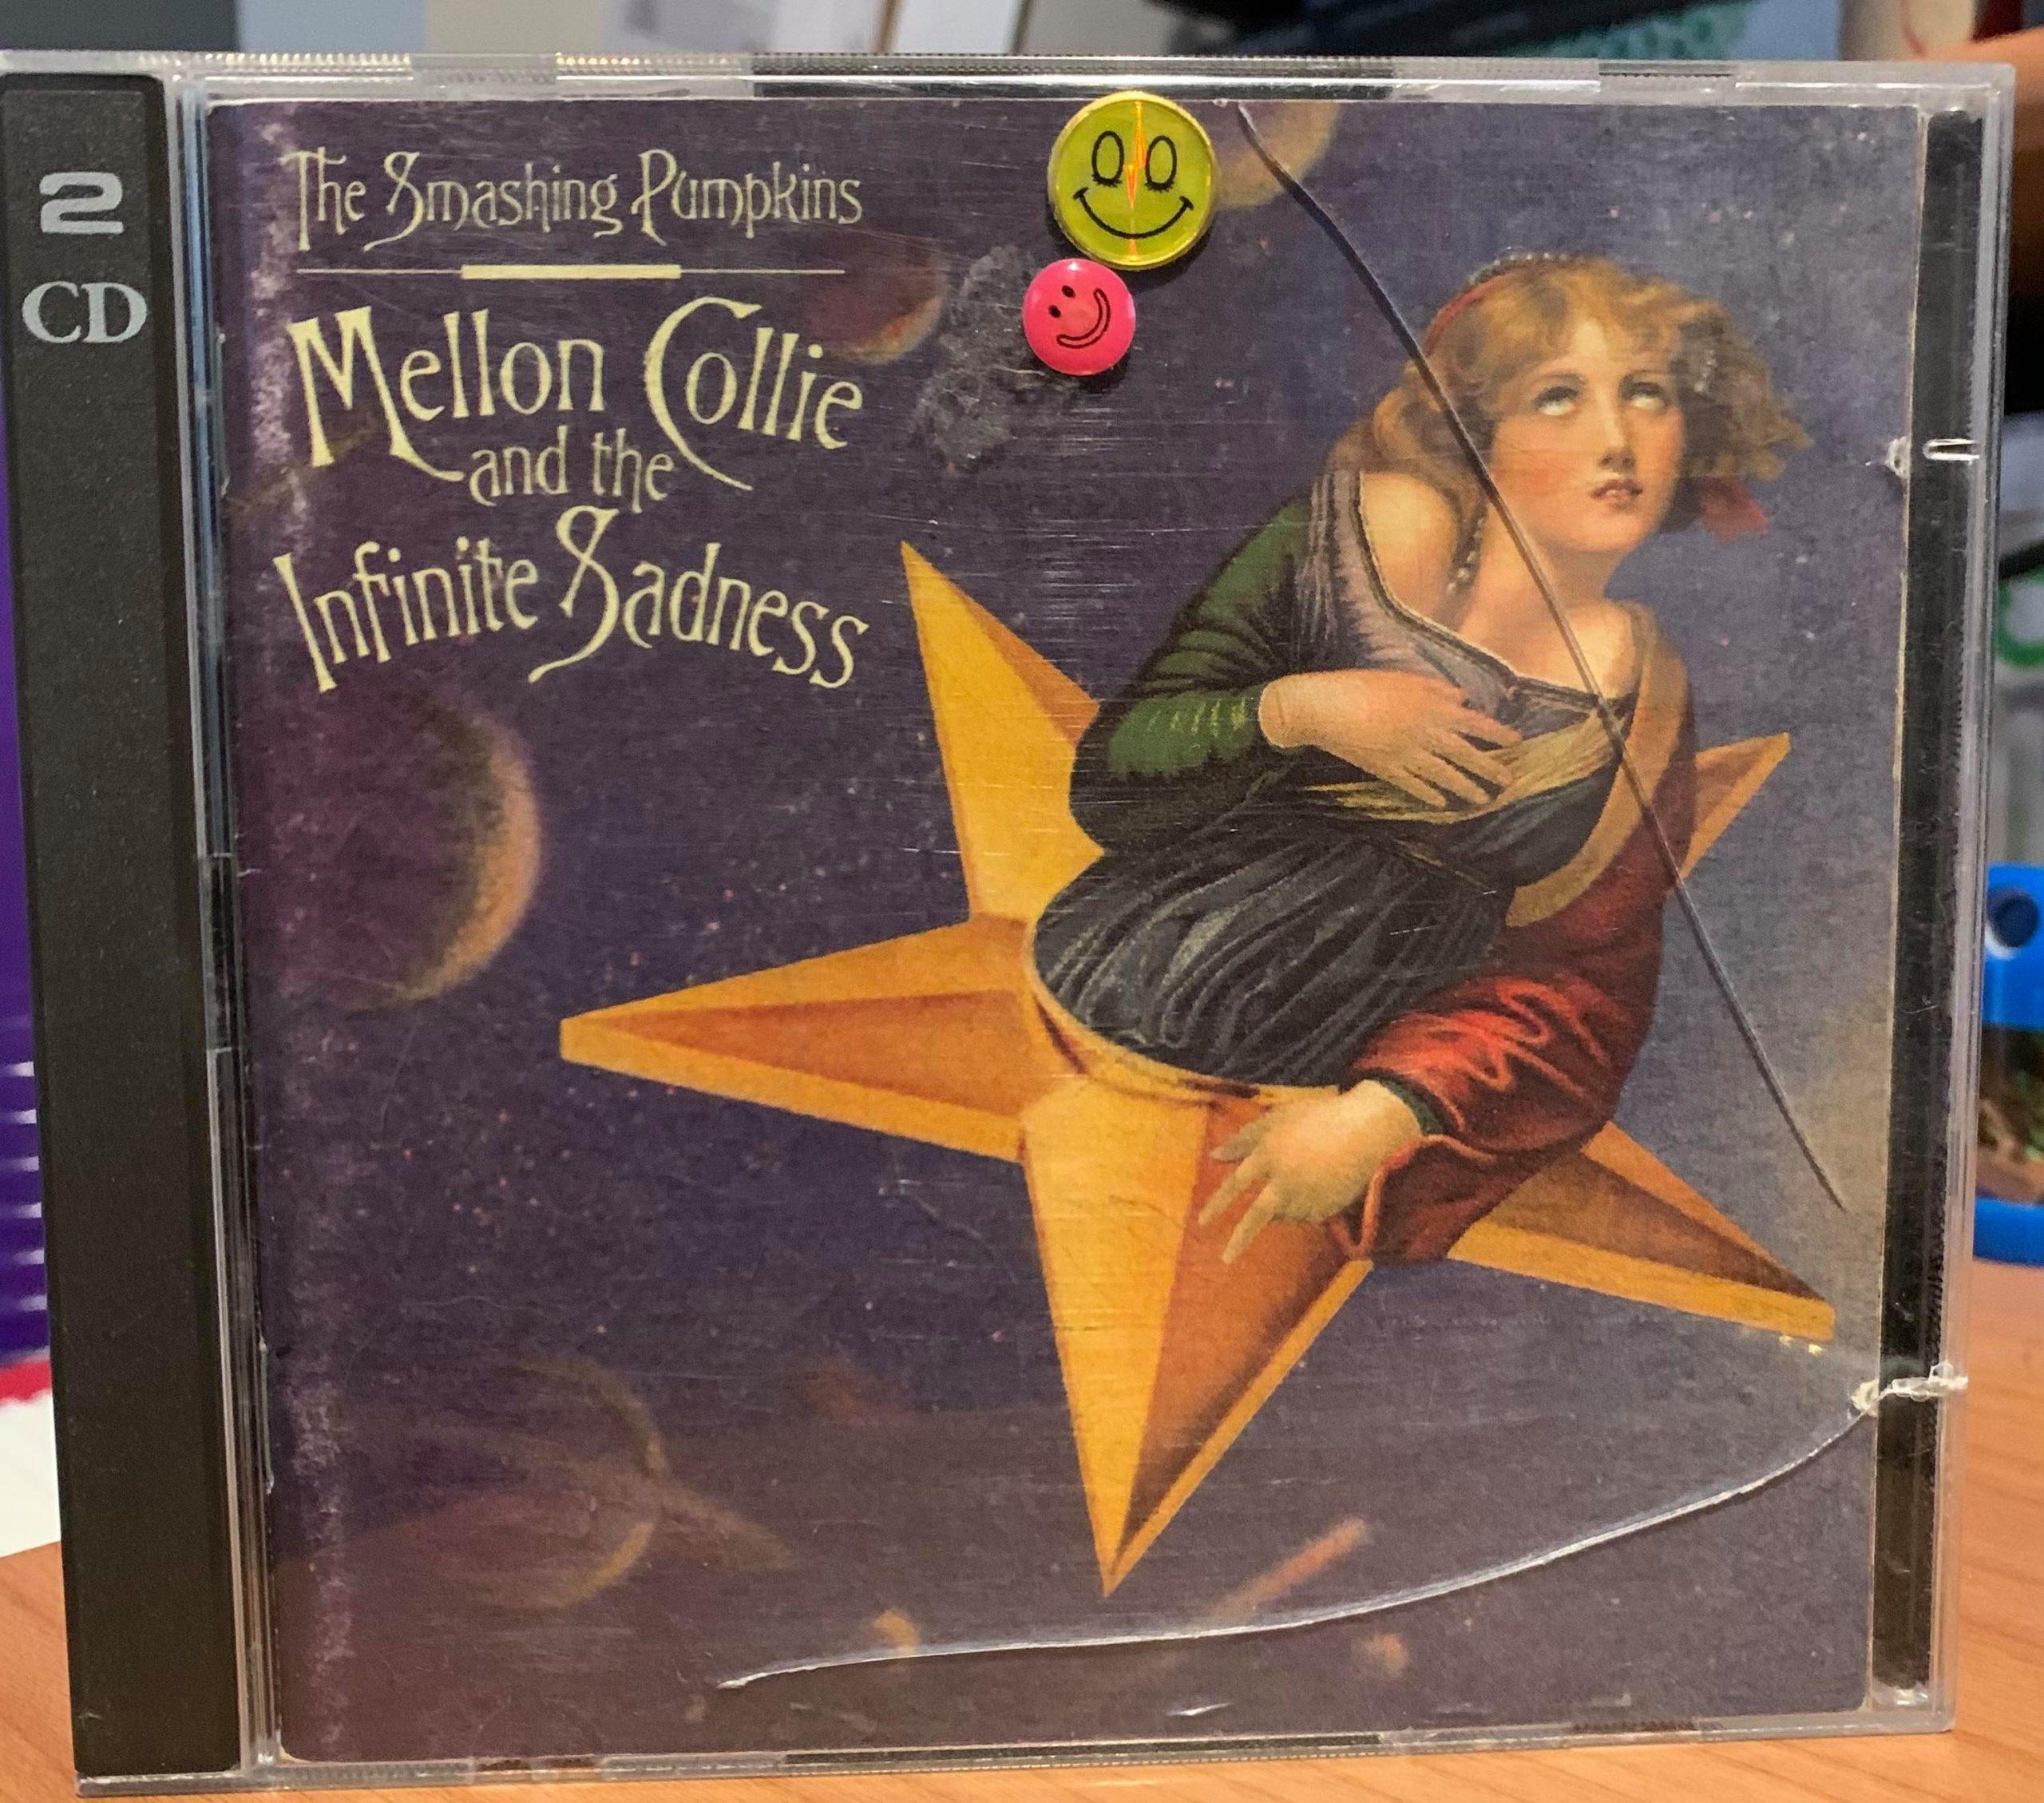 2
CD
The Smashing Pumpkins
Mellon Collie
and the
Infinite Sadness